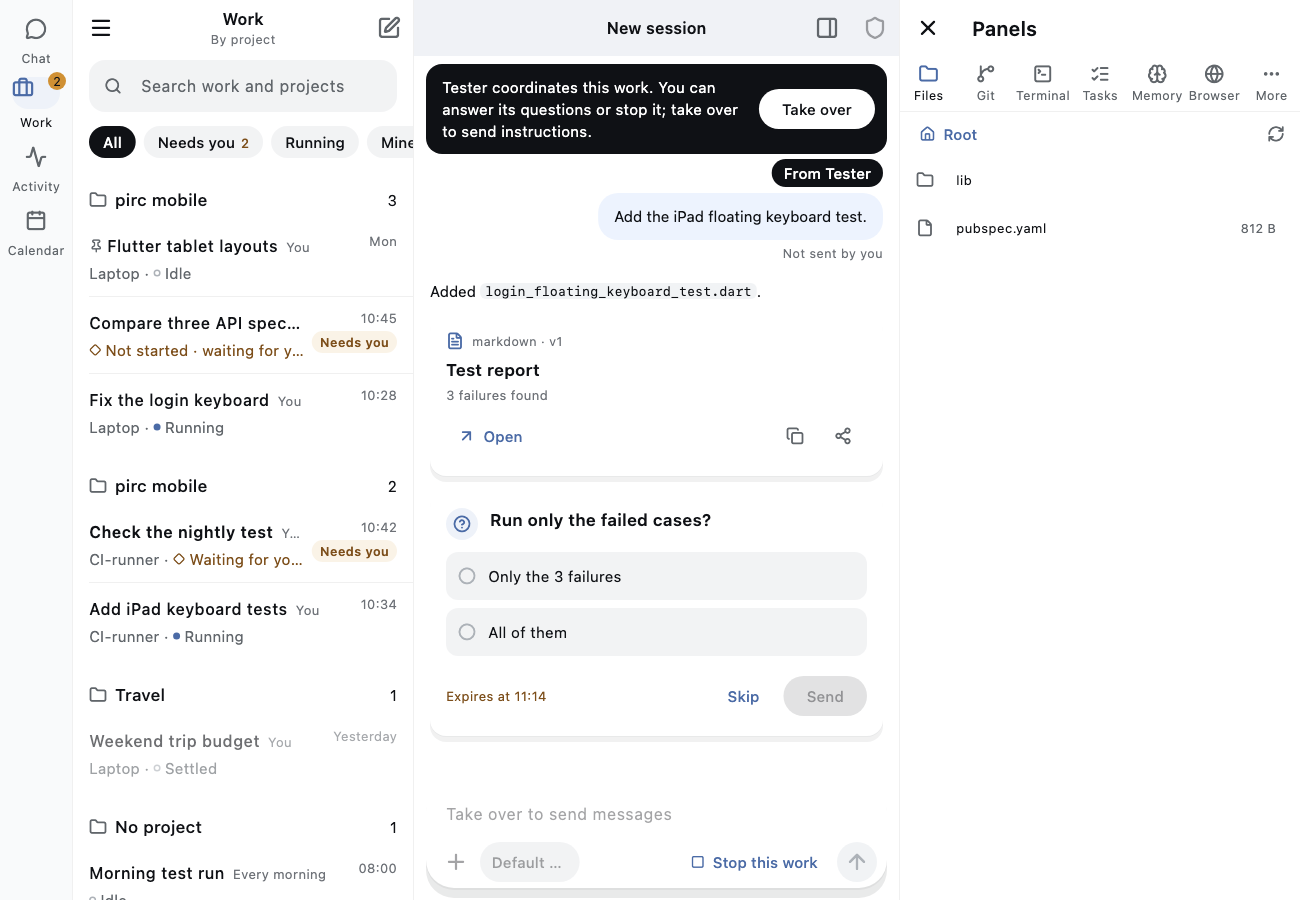 Chat
2
Work
Activity
Calendar
Work
By project
Search work and projects
All
Needs you 2
Running
Mine
pirc mobile 3
Flutter tablet layouts You Mon
Laptop · Idle
Compare three API spec... 10:45
Not started · waiting for y... Needs you
Fix the login keyboard You 10:28
Laptop · Running
pirc mobile 2
Check the nightly test Y... 10:42
CI-runner · Waiting for yo... Needs you
Add iPad keyboard tests You 10:34
CI-runner · Running
Travel 1
Weekend trip budget You Yesterday
Laptop · Settled
No project 1
Morning test run Every morning 08:00
Idle
New session
Tester coordinates this work. You can
answer its questions or stop it; take over
to send instructions.
Take over
From Tester
Add the iPad floating keyboard test.
Not sent by you
Added login_floating_keyboard_test.dart.
markdown · v1
Test report
3 failures found
Open
Run only the failed cases?
Only the 3 failures
All of them
Expires at 11:14
Skip
Send
Take over to send messages
Default ...
Stop this work
Panels
Files
Git
Terminal
Tasks
Memory
Browser
More
Root
lib
pubspec.yaml 812 B